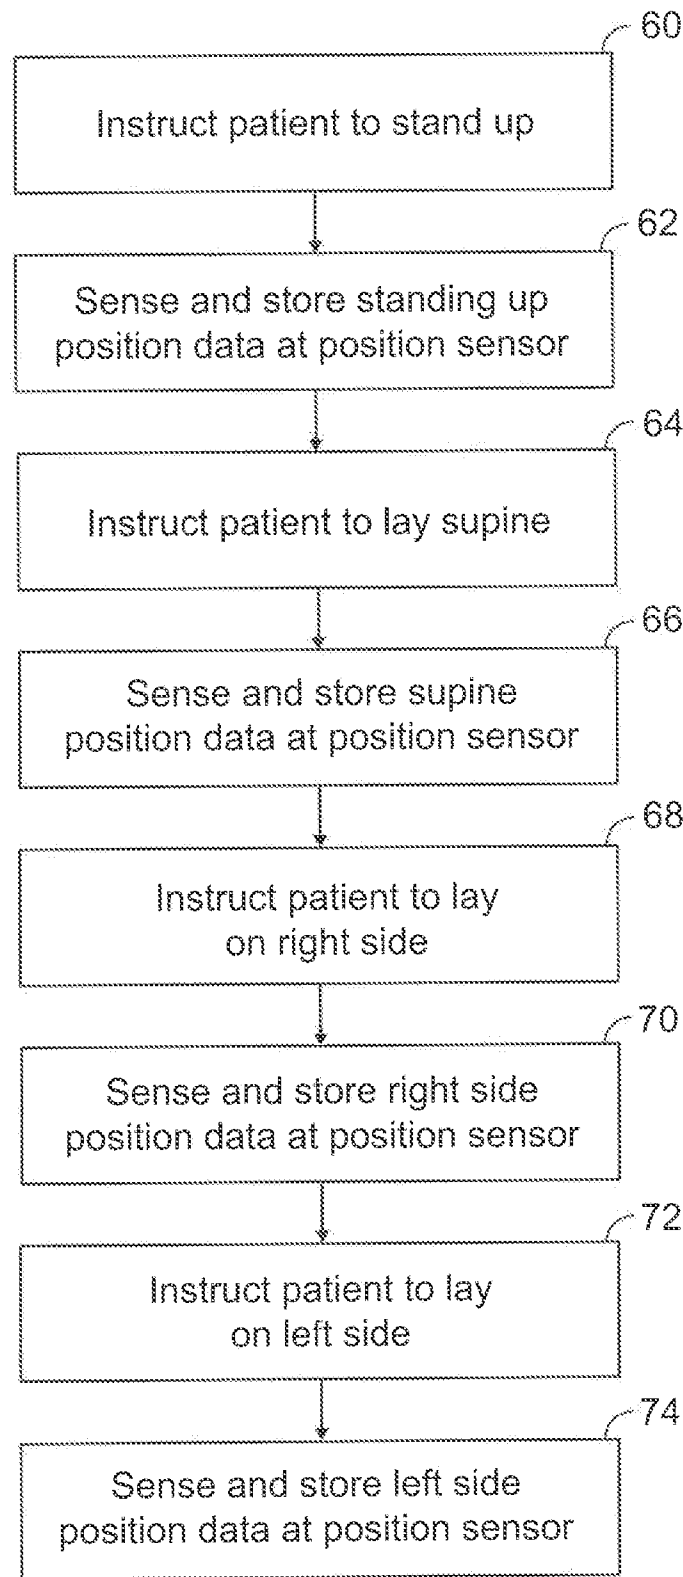 60
Instruct patient to stand up
62
Sense and store standing up
position data at position sensor
64
Instruct patient to lay supine
66
Sense and store supine
position data at position sensor
68
Instruct patient to lay
on right side
70
Sense and store right side
position data at position sensor
72
Instruct patient to lay
on left side
74
Sense and store left side
position data at position sensor